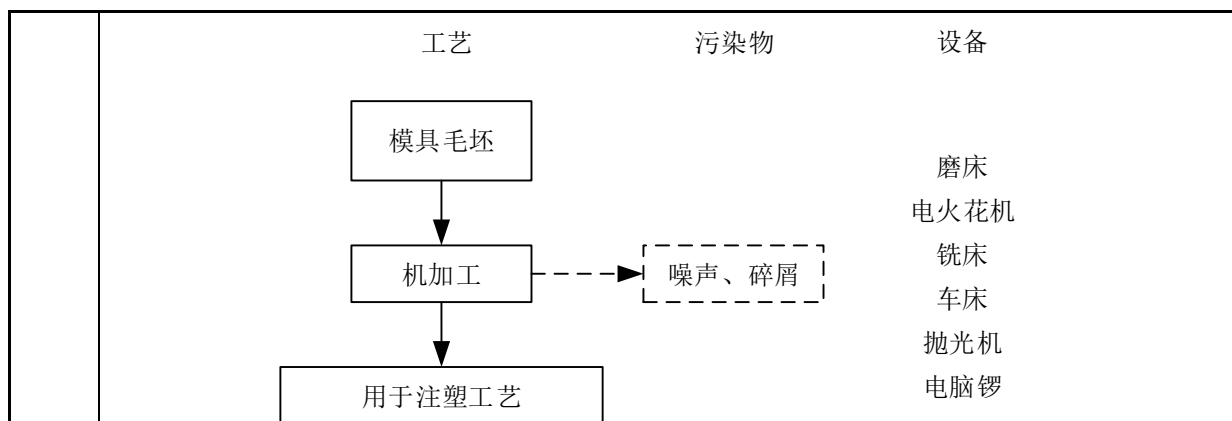 工艺 污染物 设备
模具毛坯
磨床
电火花机
机加工 噪声、碎屑 铣床
车床
抛光机
用于注塑工艺 电脑锣